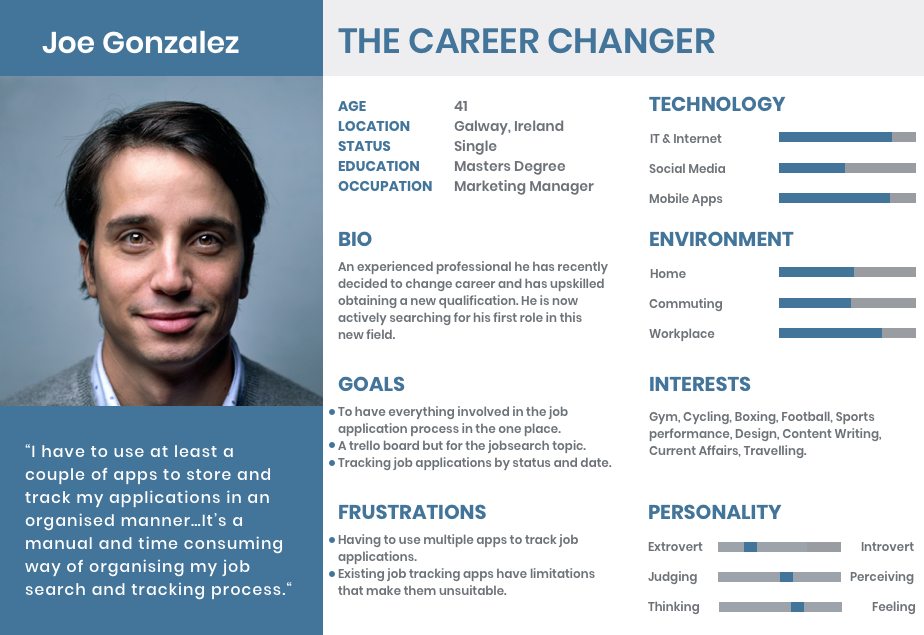 Joe Gonzalez
THE CAREER CHANGER
AGE 41
LOCATION Galway, Ireland
STATUS Single
EDUCATION Masters Degree
OCCUPATION Marketing Manager
BIO
An experienced professional he has recently
decided to change career and has upskilled
obtaining a new qualification. He is now
actively searching for his first role in this
new field.
GOALS
• To have everything involved in the job
application process in the one place.
• A trello board but for the jobsearch topic.
• Tracking job applications by status and date.
FRUSTRATIONS
• Having to use multiple apps to track job
applications.
• Existing job tracking apps have limitations
that make them unsuitable.
TECHNOLOGY
IT & Internet
Social Media
Mobile Apps
ENVIRONMENT
Home
Commuting
Workplace
INTERESTS
Gym, Cycling, Boxing, Football, Sports
performance, Design, Content Writing,
Current Affairs, Travelling.
PERSONALITY
Extrovert Introvert
Judging Perceiving
Thinking Feeling
“I have to use at least a
couple of apps to store and
track my applications in an
organised manner…It’s a
manual and time consuming
way of organising my job
search and tracking process.“